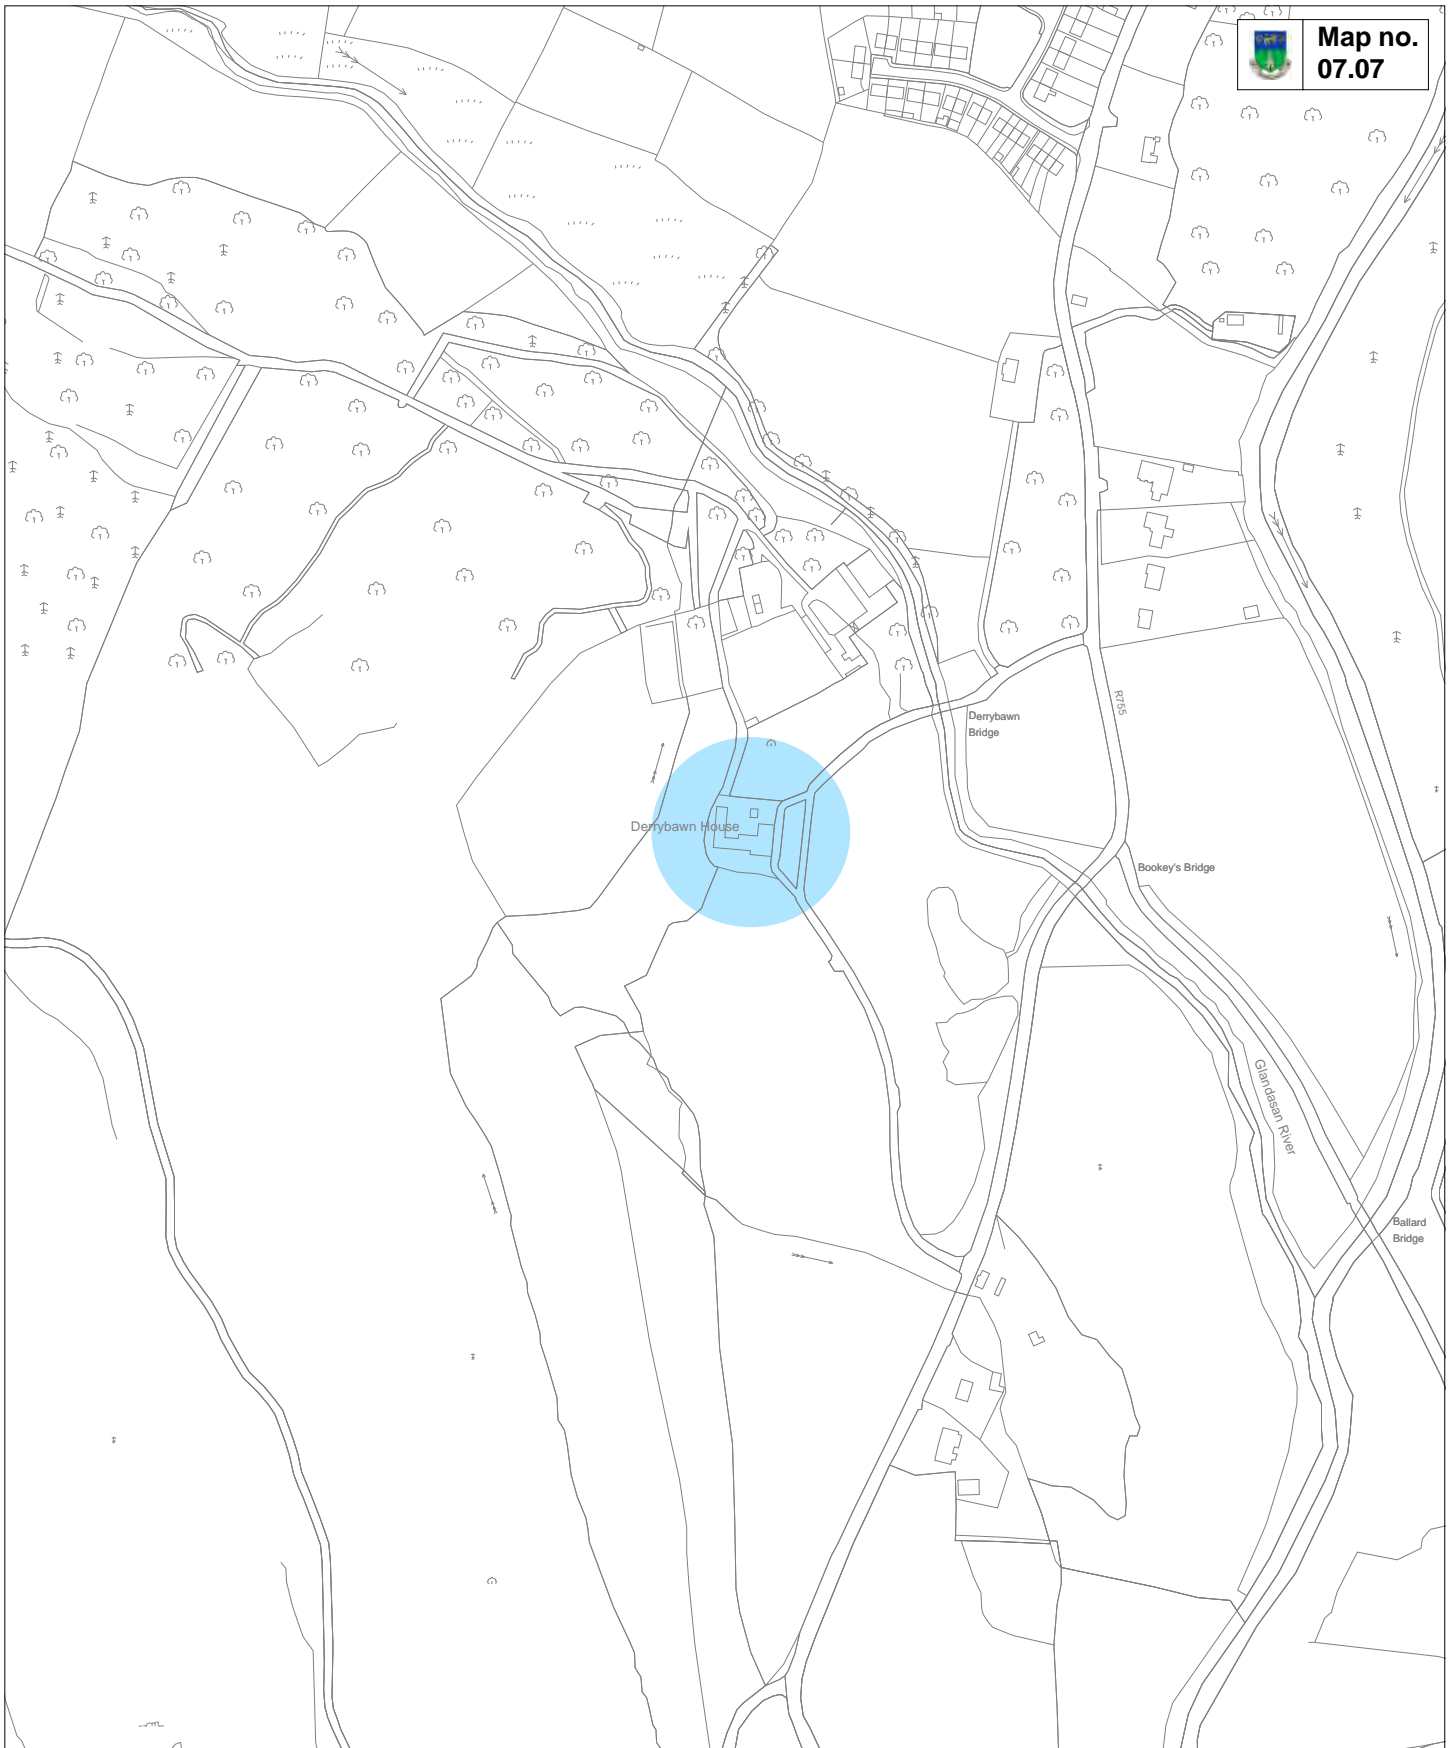 Map no.
07.07
R755
Derrybawn
Bridge
Derrybawn House
Bookey's Bridge
Glandasan River
Ballard
Bridge